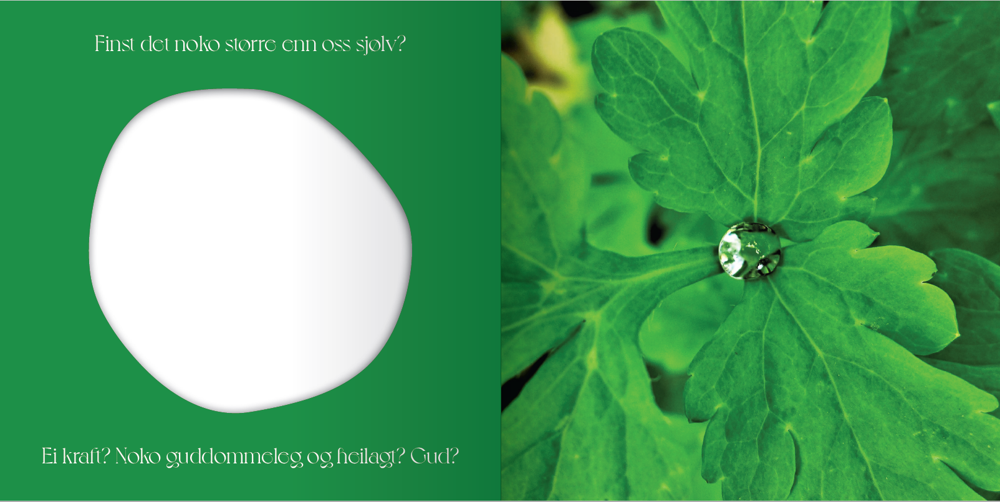 Finst det noko større enn oss sjølv?
Ei kraft? Noko guddommeleg og heilagt? Gud?